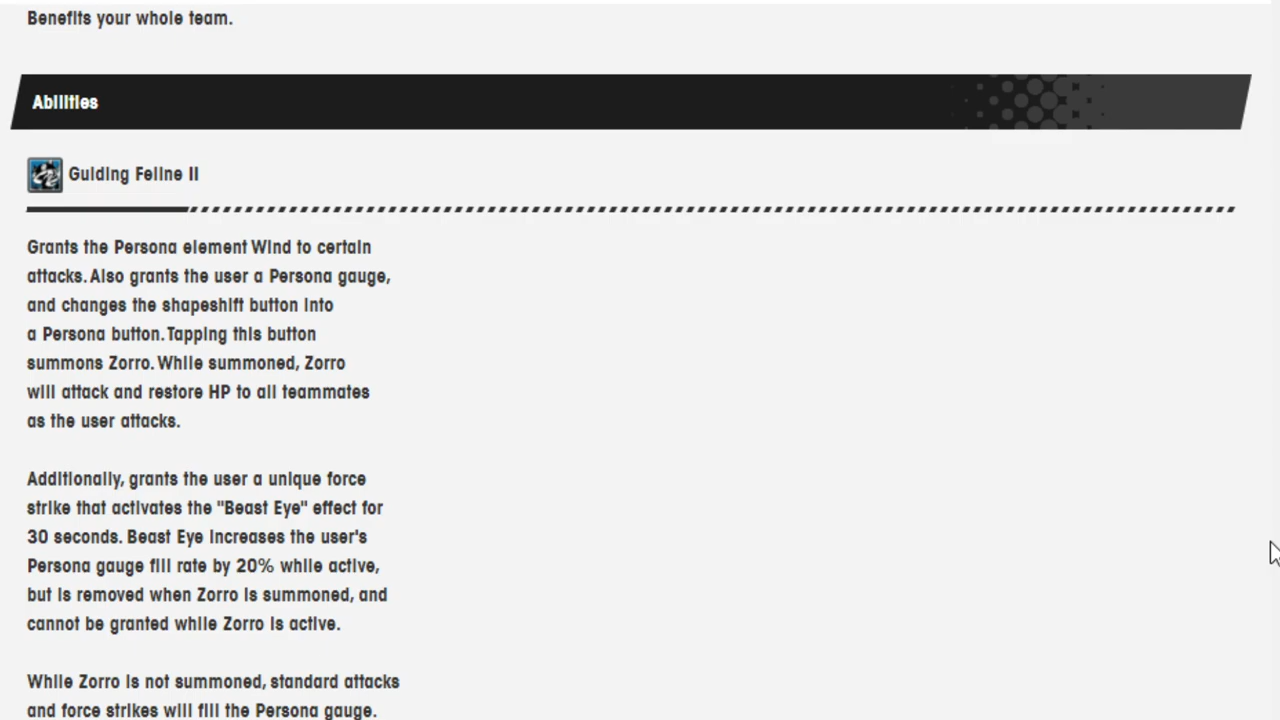 Benefits your whole team.
Abilities
Guiding Feline II
Grants the Persona element Wind to certain
attacks. Also grants the user a Persona gauge,
and changes the shapeshift button into
a Persona button. Tapping this button
summons Zorro. While summoned, Zorro
will attack and restore HP to all teammates
as the user attacks.
Additionally, grants the user a unique force
strike that activates the "Beast Eye" effect for
30 seconds. Beast Eye increases the user's
Persona gauge fill rate by 20% while active,
but is removed when Zorro is summoned, and
cannot be granted while Zorro is active.
While Zorro is not summoned, standard attacks
and force strikes will fill the Persona gauge.